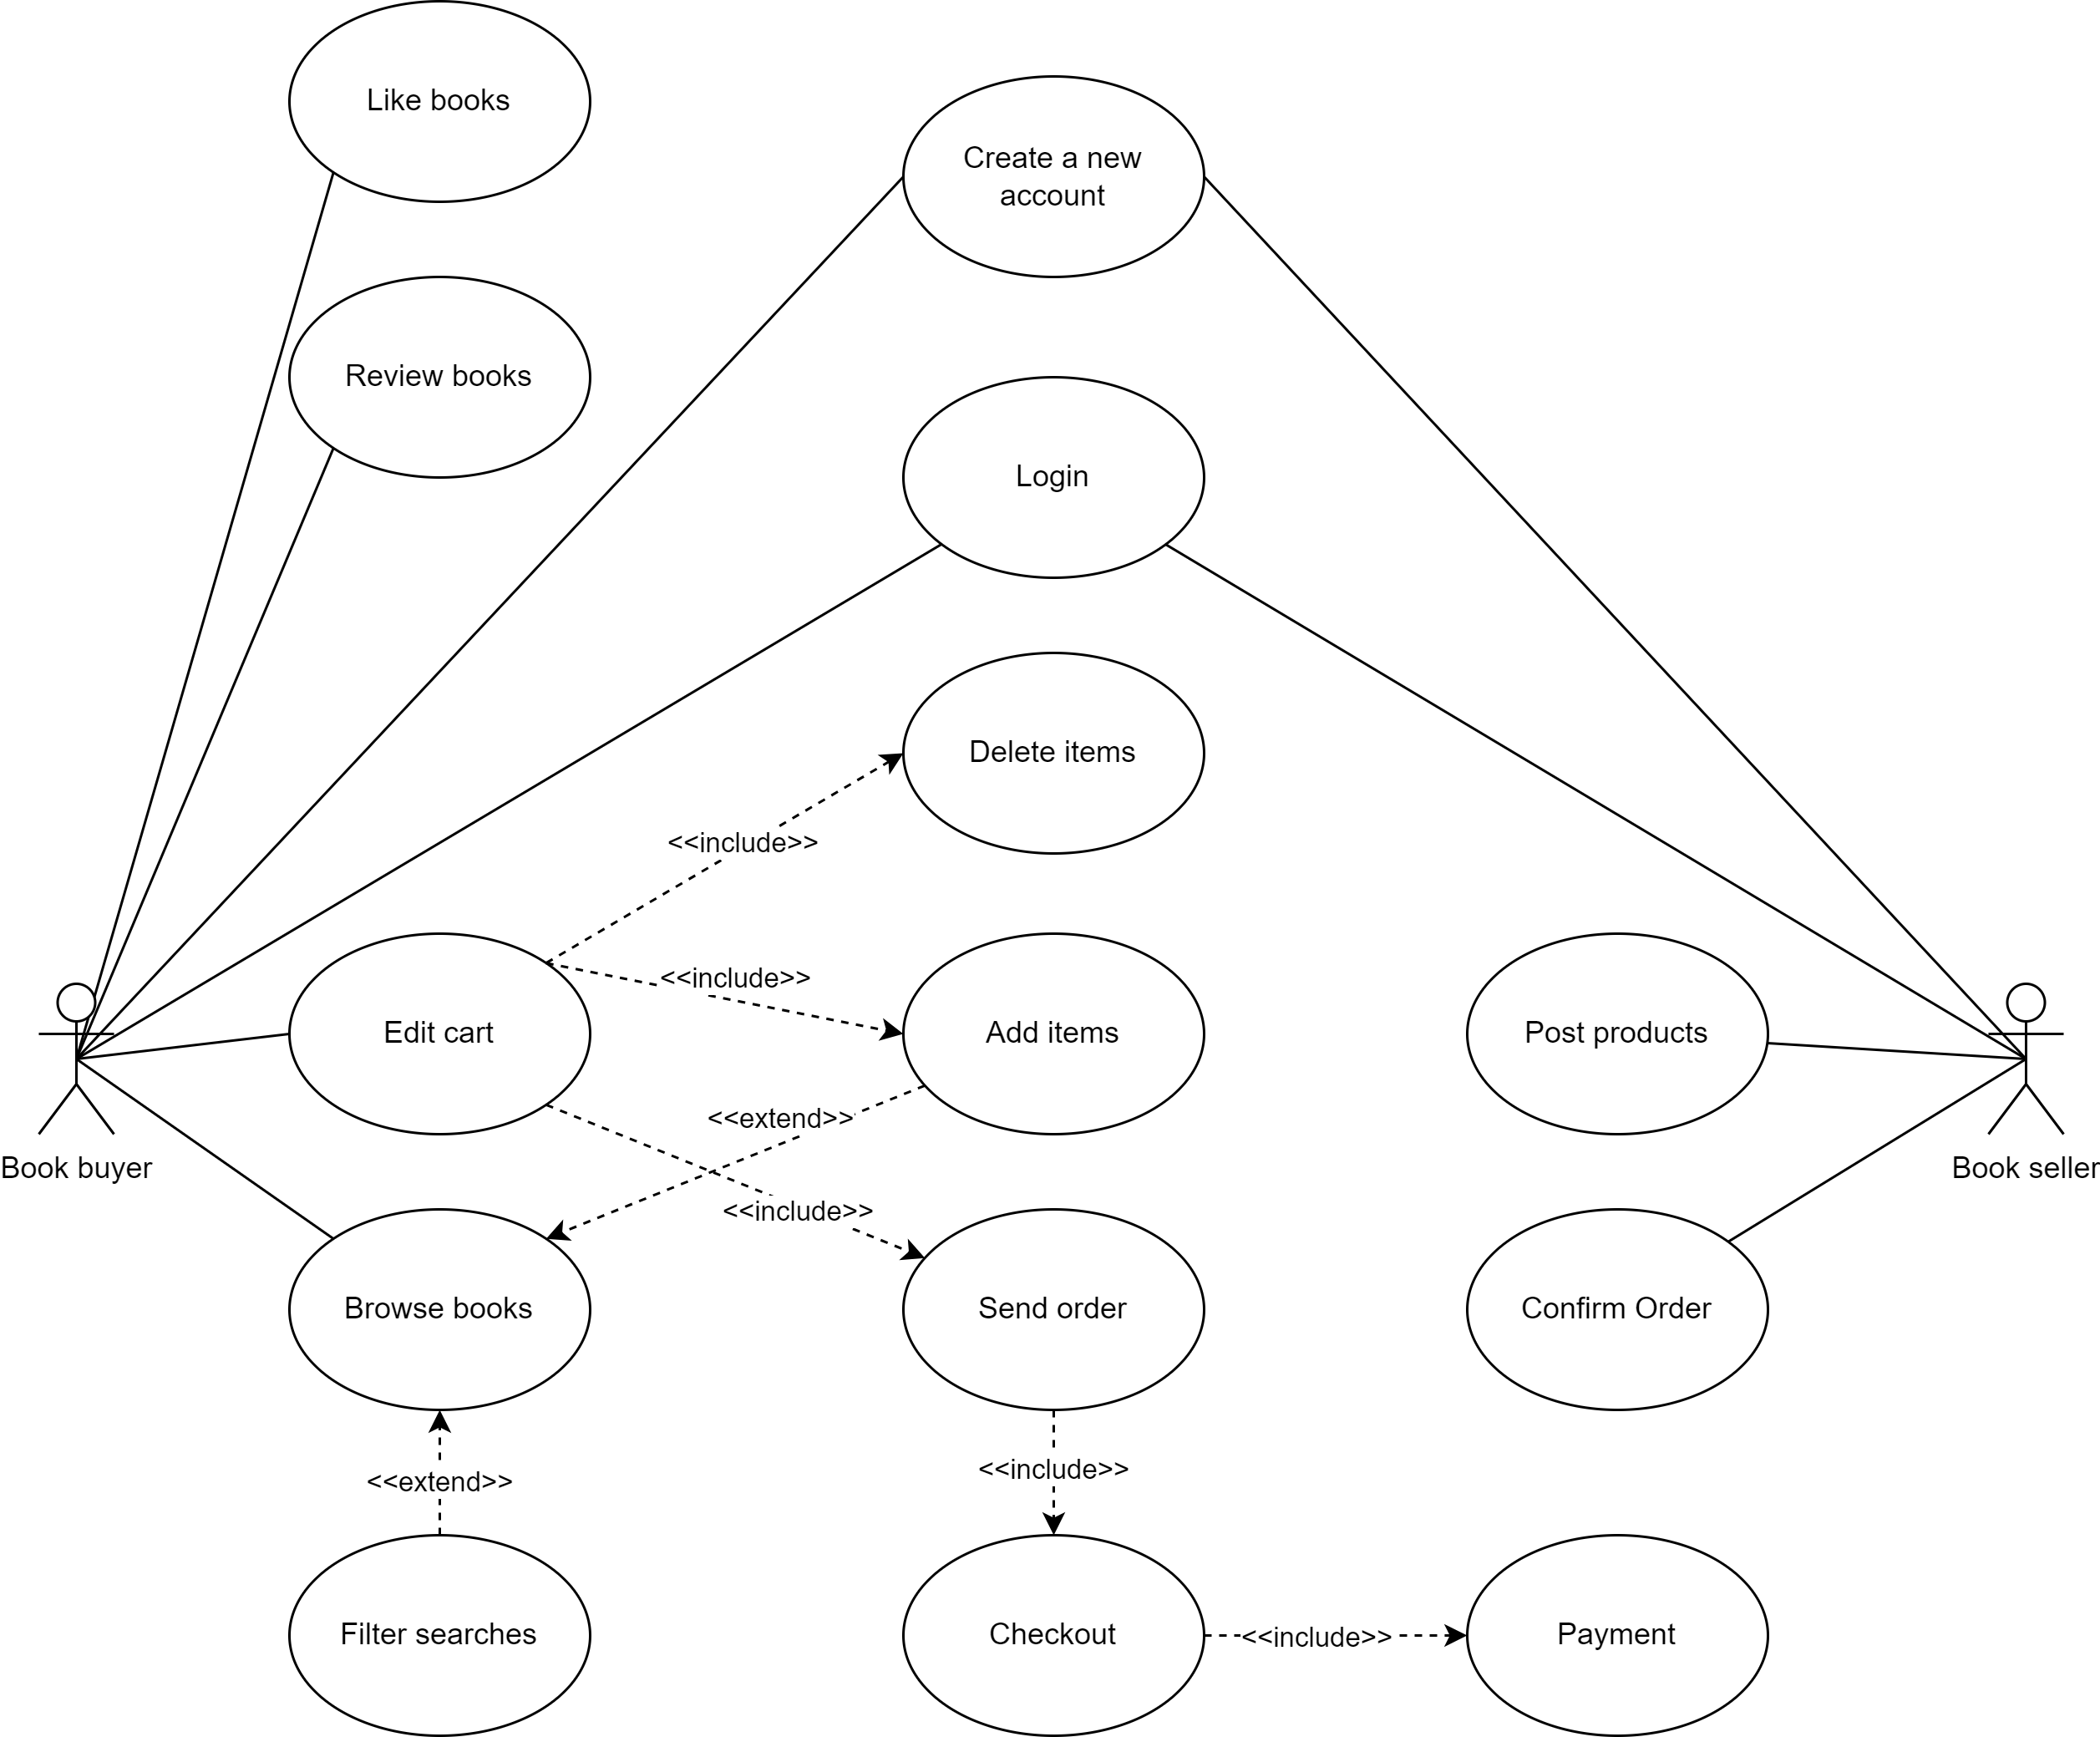 Like books
Create a new
account
Review books
Login
Delete items
<<include>>
<<include>>
Edit cart
Add items
Post products
<<extend>>
Book buyer
Book seller
<<include>>
Browse books
Send order
Confirm Order
<<include>>
<<extend>>
Filter searches
Checkout
<<include>>
Payment